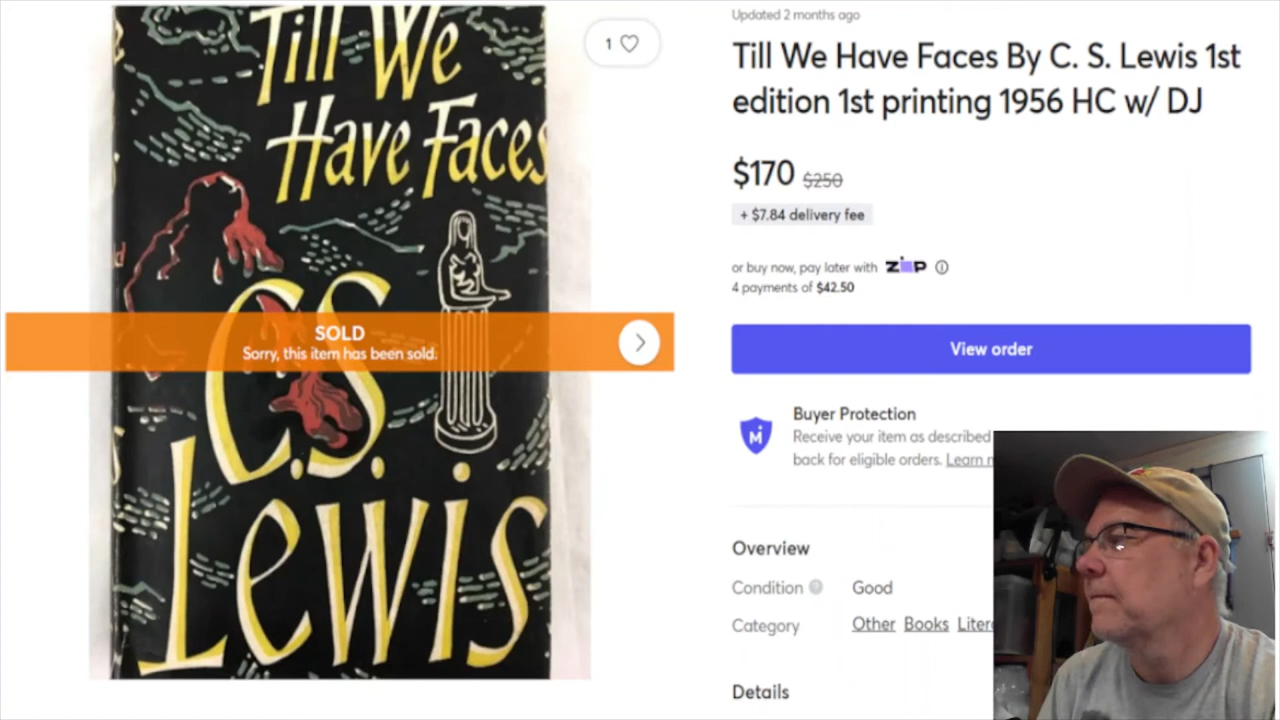 Till We
Have Faces
C.S.
Lewis
1
SOLD
Sorry, this item has been sold.
Updated 2 months ago
Till We Have Faces By C. S. Lewis 1st
edition 1st printing 1956 HC w/ DJ
$170 $250
+ $7.84 delivery fee
or buy now, pay later with ZIP
4 payments of $42.50
View order
Buyer Protection
Receive your item as described
back for eligible orders. Learn
Overview
Condition ? Good
Category Other Books
Details